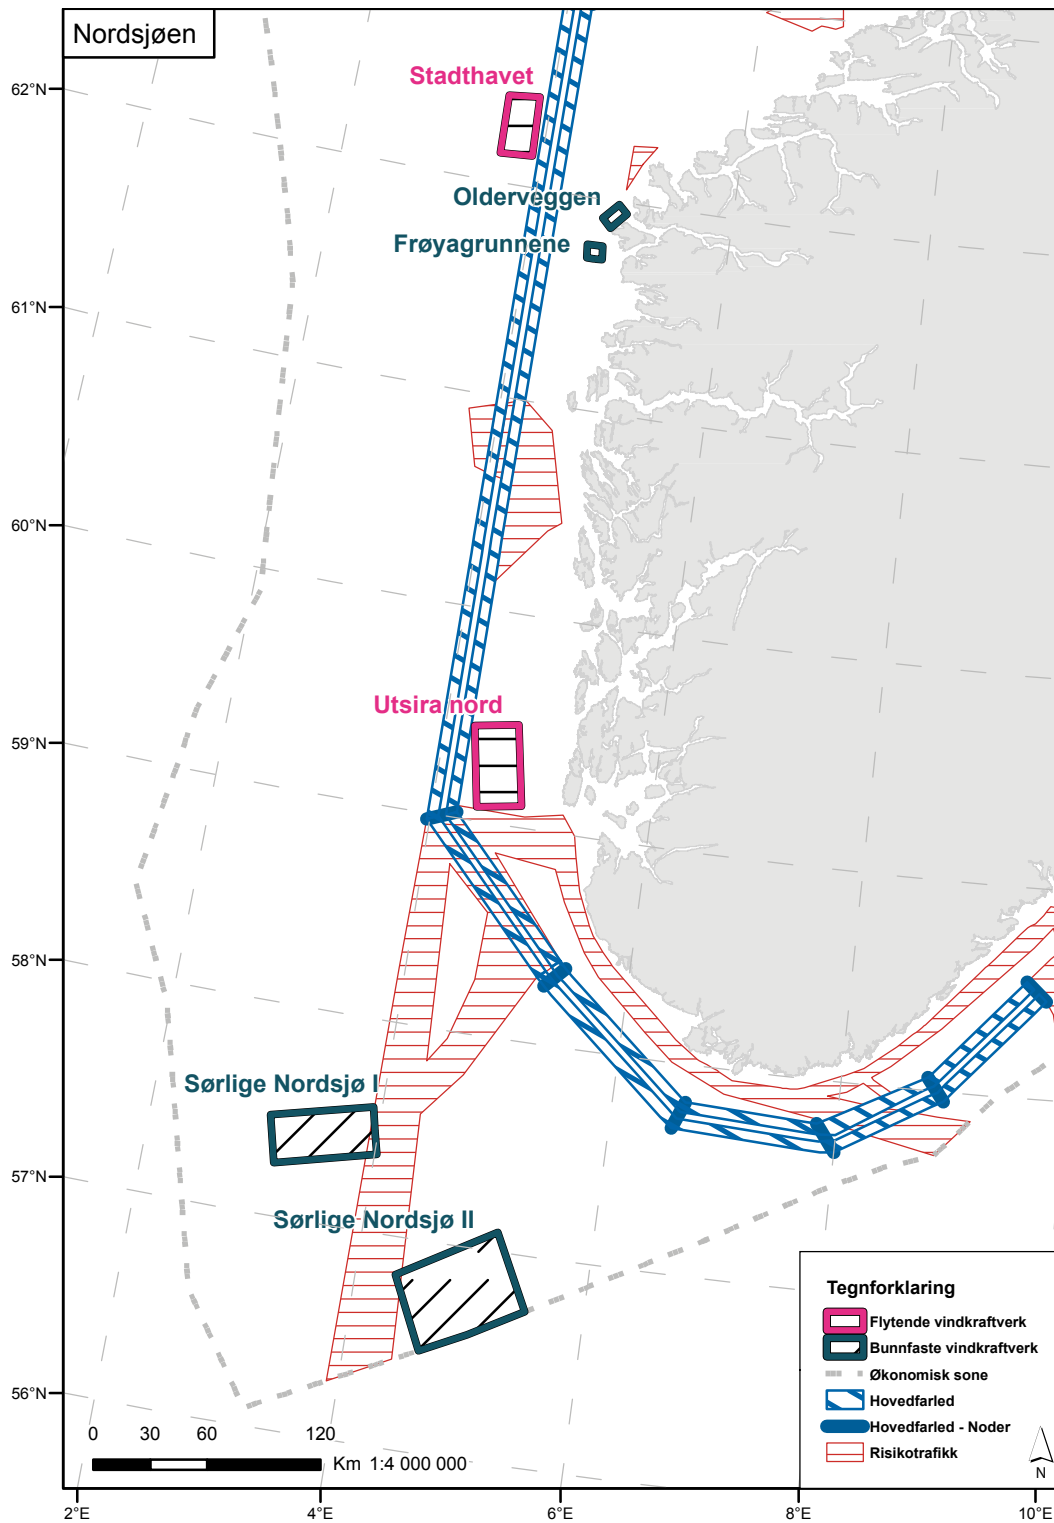 Nordsjøen
Stadthavet
62°N
Olderveggen
Frøyagrunnene
61°N
60°N
Utsira nord
59°N
58°N
Sørlige Nordsjø I
57°N
Sørlige Nordsjø II
Tegnforklaring
Flytende vindkraftverk
Bunnfaste vindkraftverk
Økonomisk sone
Hovedfarled
Hovedfarled - Noder
Risikotrafikk
56°N
0 30 60 120
Km 1:4 000 000
N
2°E 4°E 6°E 8°E 10°E